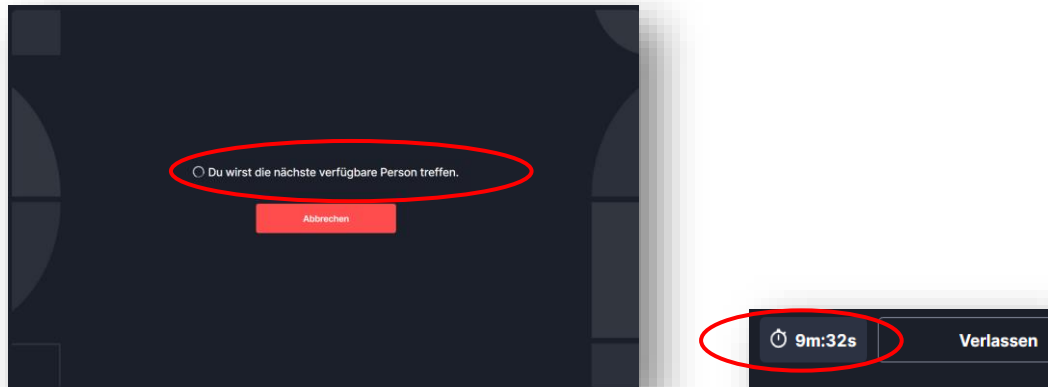 Du wirst die nächste verfügbare Person treffen.
Abbrechen
9m:32s
Verlassen